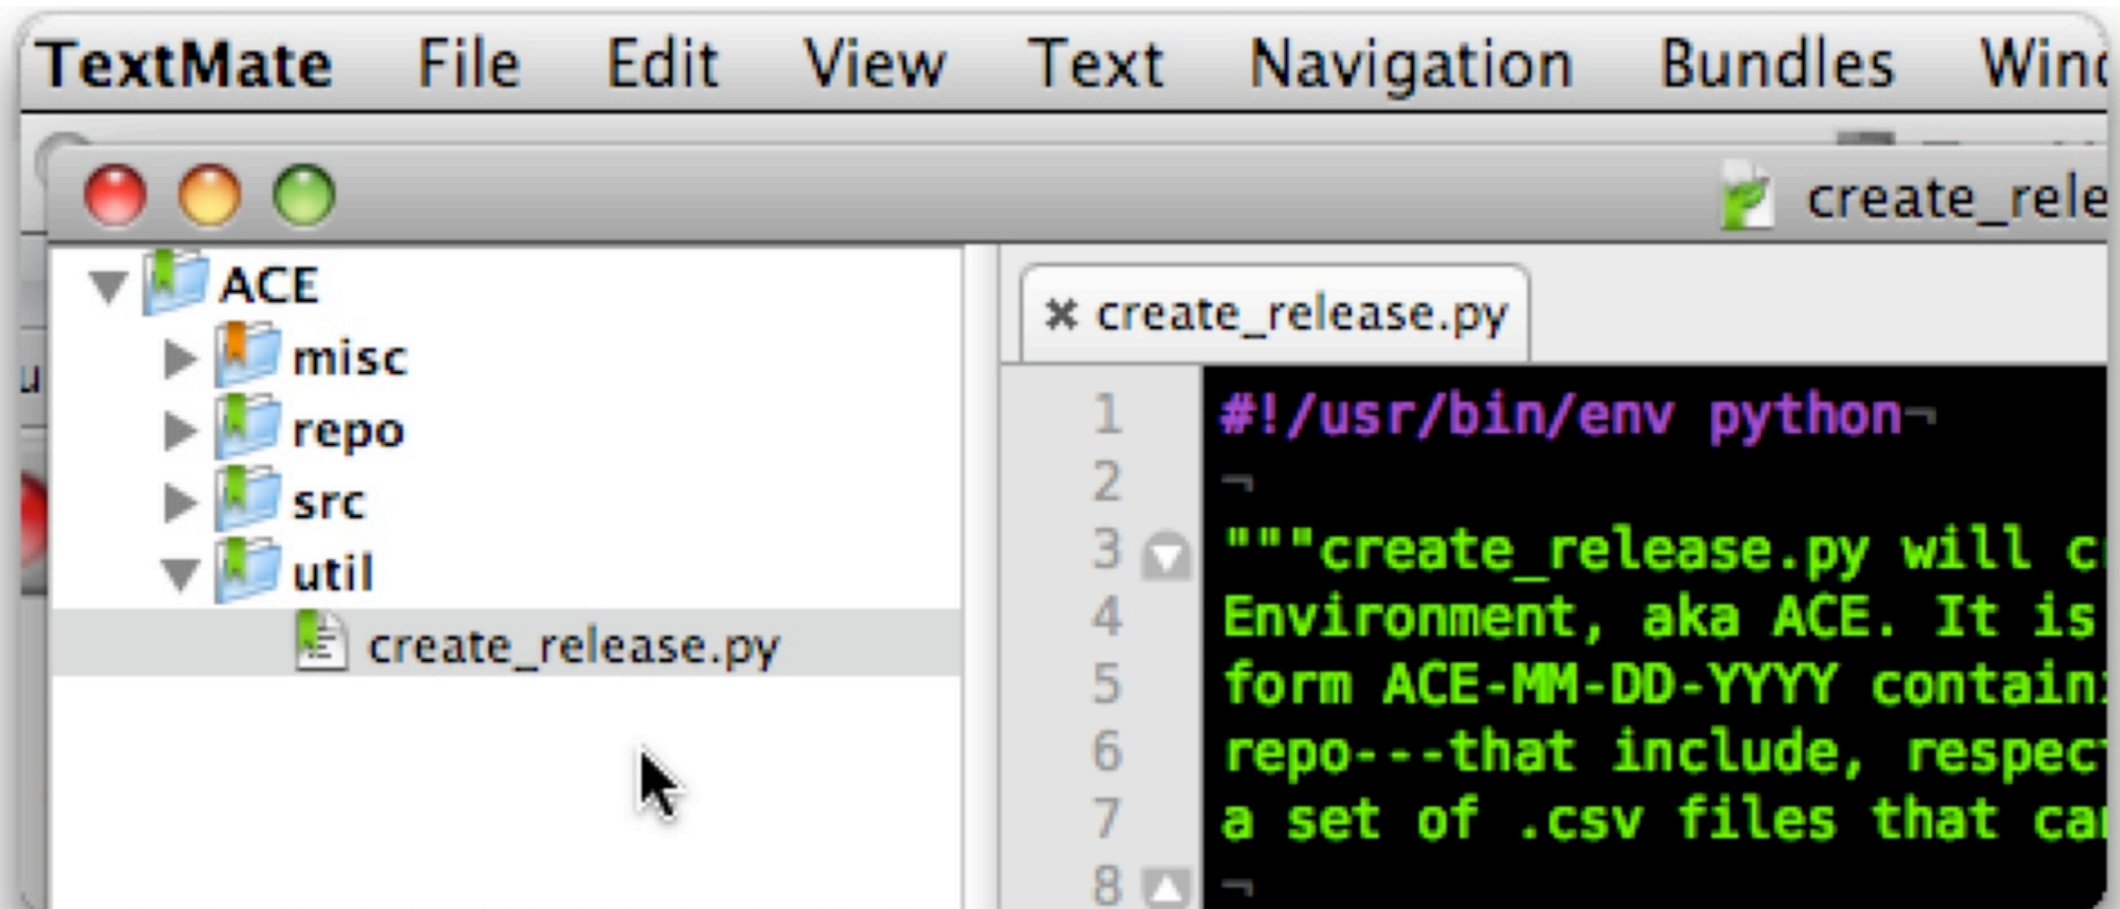 TextMate File Edit View Text Navigation Bundles
create_rele
ACE
misc
repo
src
util
create_release.py
create_release.py
1 #!/usr/bin/env python¬
2 ¬
3 """create_release.py will
4 Environment, aka ACE. It is
5 form ACE-MM-DD-YYYY contain
6 repo---that include, respec
7 a set of .csv files that
8 ¬